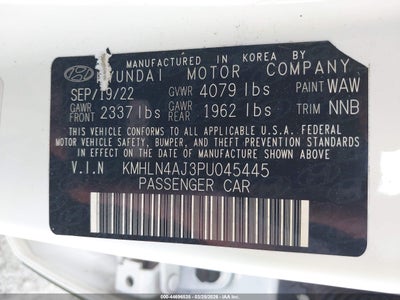 MANUFACTURED IN KOREA BY
HYUNDAI MOTOR COMPANY
SEP/19/22 GVWR 4079 lbs PAINT WAW
GAWR FRONT 2337 lbs GAWR REAR 1962 lbs TRIM NNB
THIS VEHICLE CONFORMS TO ALL APPLICABLE U.S.A. FEDERAL
MOTOR VEHICLE SAFETY, BUMPER, AND THEFT PREVENTION
STANDARDS IN EFFECT ON THE DATE OF MANUFACTURE SHOWN ABOVE.
V.I.N KMHLN4AJ3PU045445
PASSENGER CAR